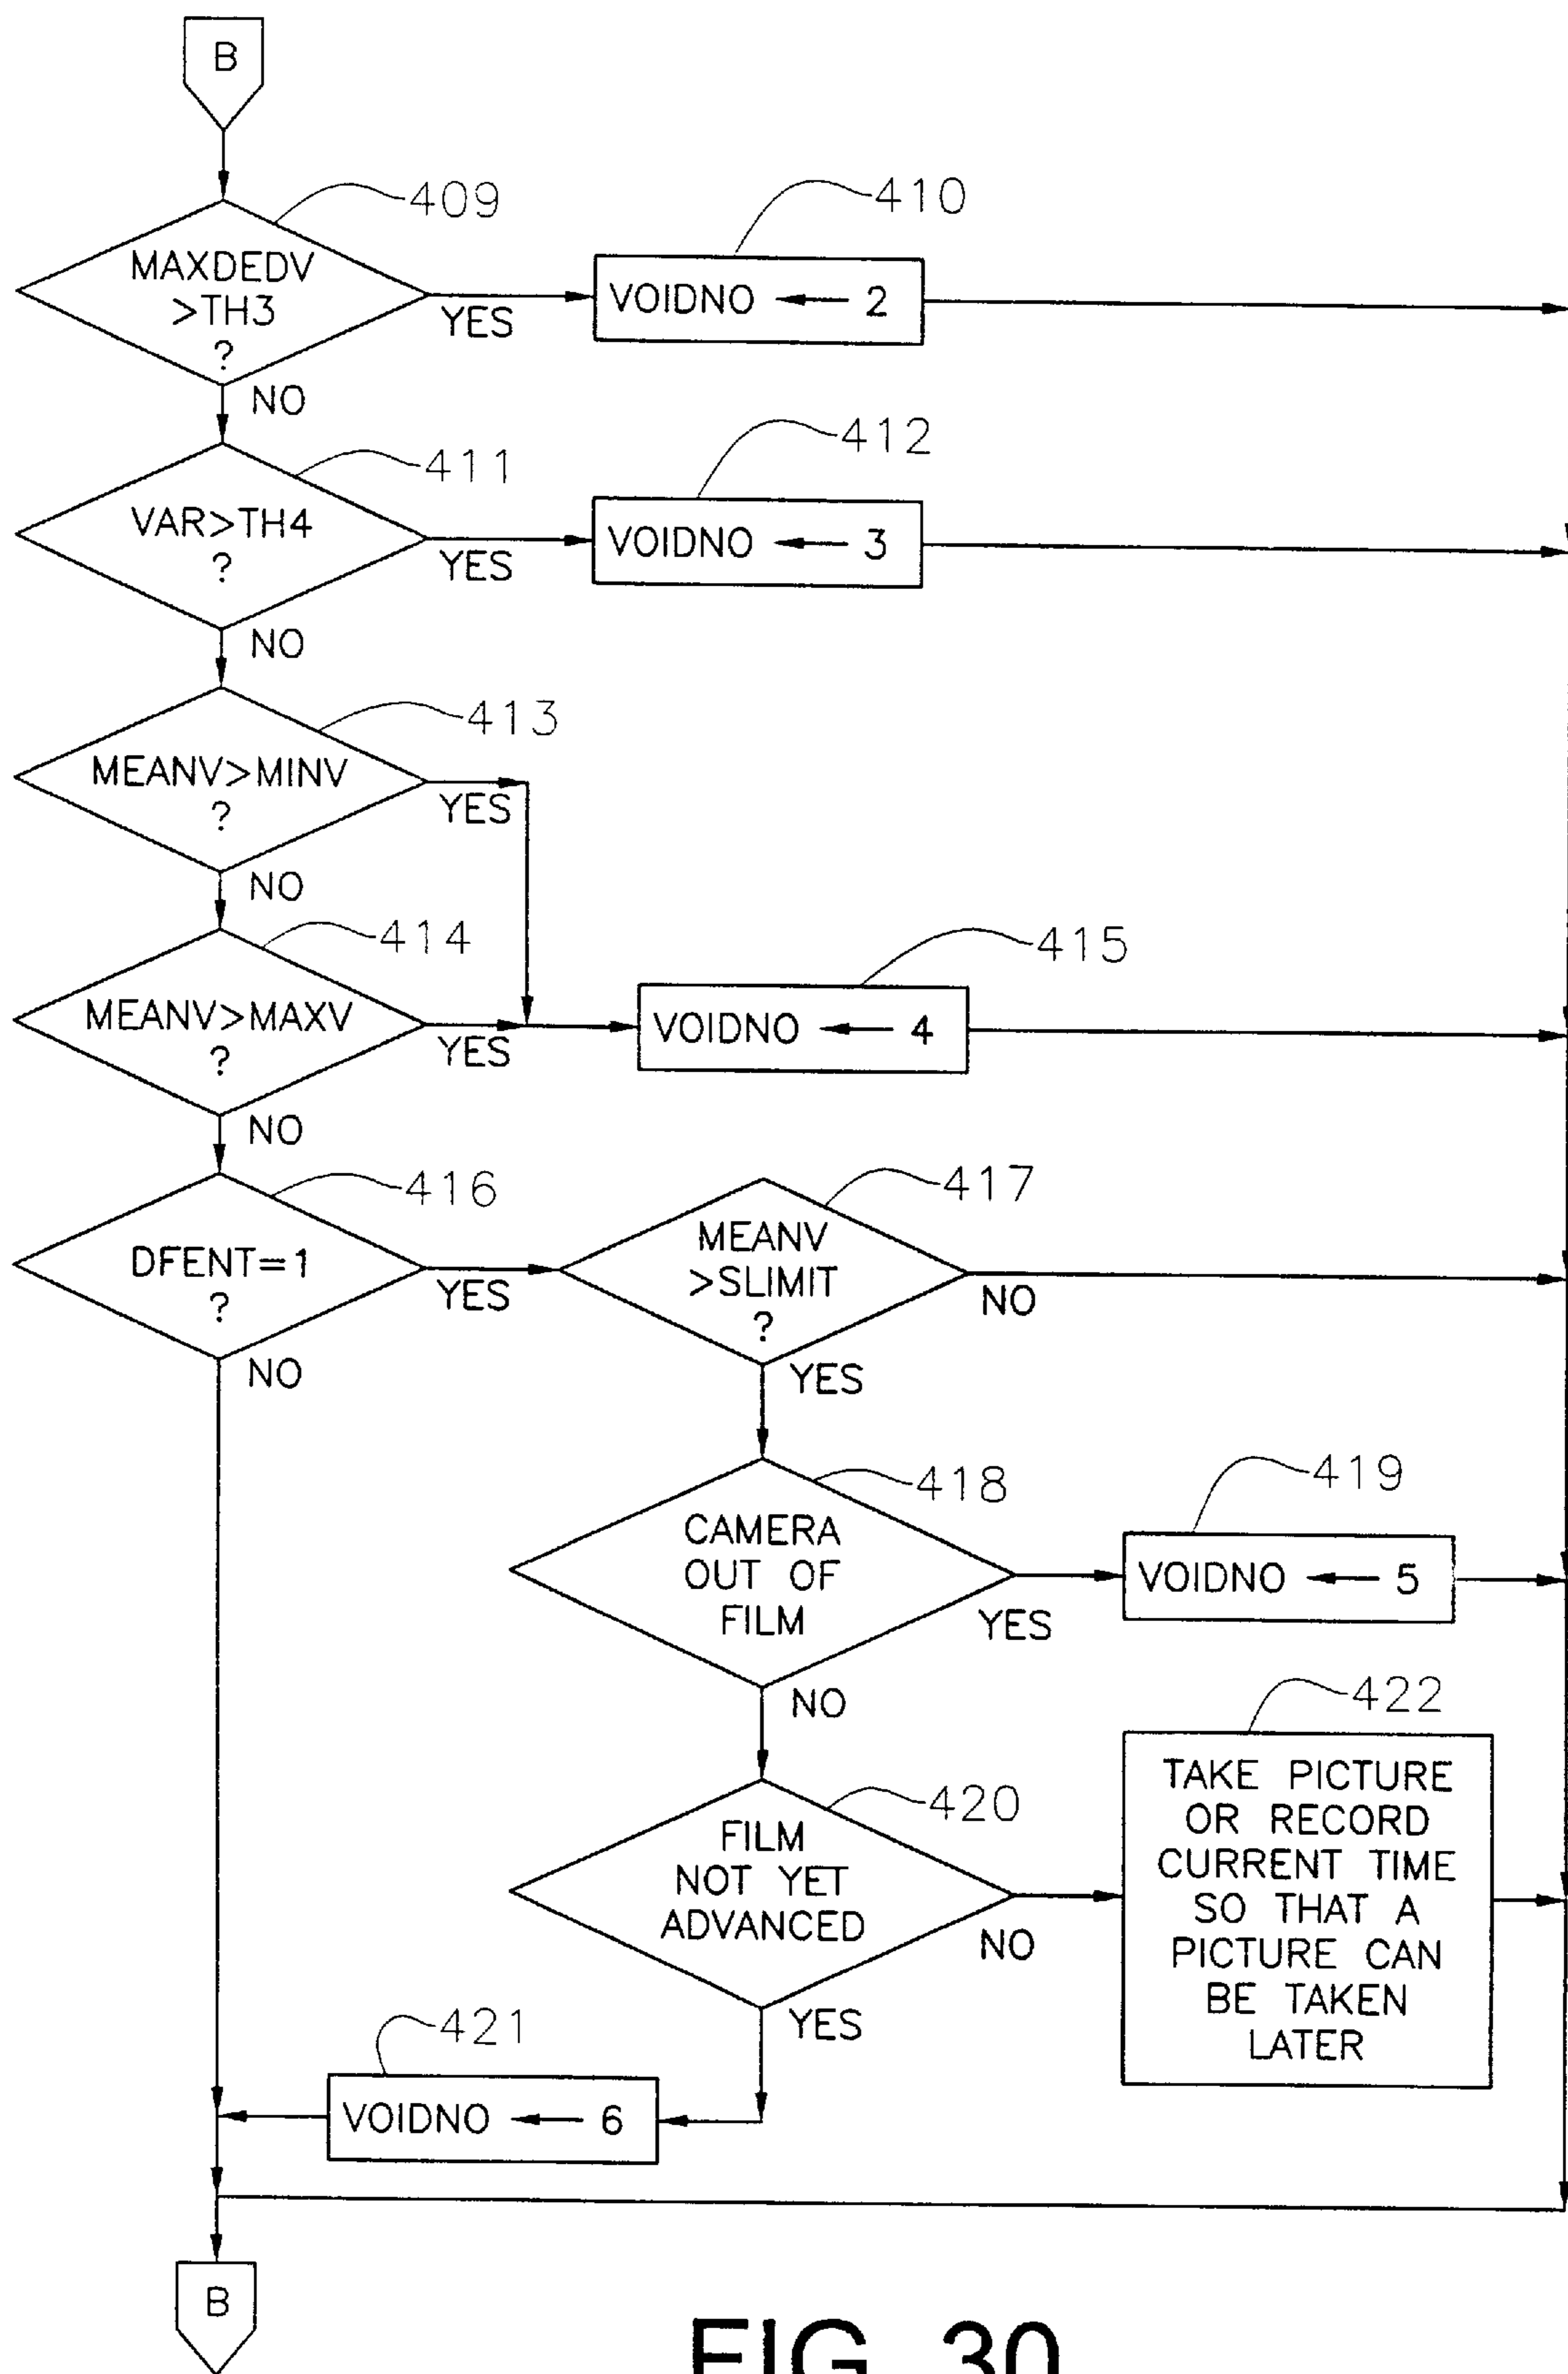 B
409
MAXDEDV
>TH3
?
YES
NO
410
VOIDNO ← 2
411
VAR>TH4
?
YES
NO
412
VOIDNO ← 3
413
MEANV>MINV
?
YES
NO
414
MEANV>MAXV
?
YES
NO
415
VOIDNO ← 4
416
DFENT=1
?
YES
NO
417
MEANV
>SLIMIT
?
NO
YES
418
CAMERA
OUT OF
FILM
YES
NO
419
VOIDNO ← 5
420
FILM
NOT YET
ADVANCED
NO
YES
422
TAKE PICTURE
OR RECORD
CURRENT TIME
SO THAT A
PICTURE CAN
BE TAKEN
LATER
421
VOIDNO ← 6
B
FIG. 30